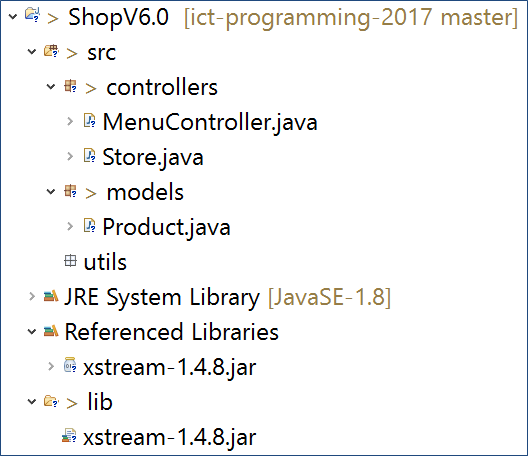 > ShopV6.0 [ict-programming-2017 master]
> src
> controllers
MenuController.java
Store.java
> models
Product.java
utils
JRE System Library [JavaSE-1.8]
Referenced Libraries
xstream-1.4.8.jar
> lib
xstream-1.4.8.jar